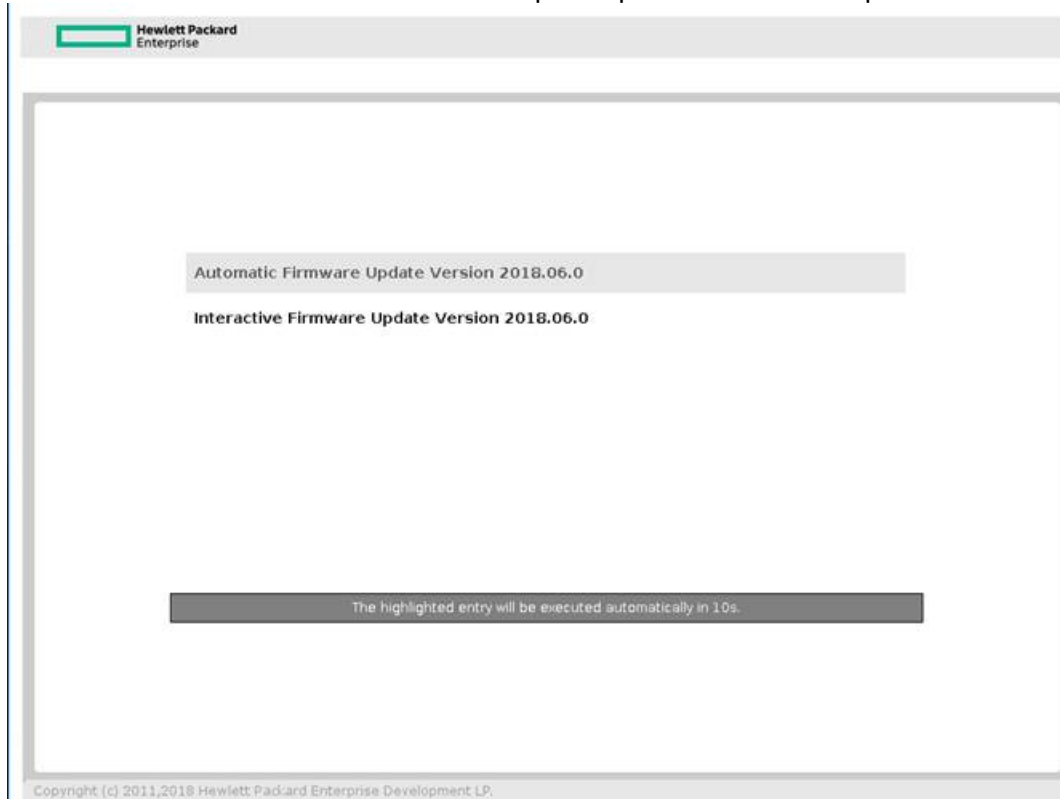 Hewlett Packard
Enterprise
Automatic Firmware Update Version 2018.06.0
Interactive Firmware Update Version 2018.06.0
The highlighted entry will be executed automatically in 10s.
Copyright (c) 2011,2018 Hewlett Packard Enterprise Development LP.